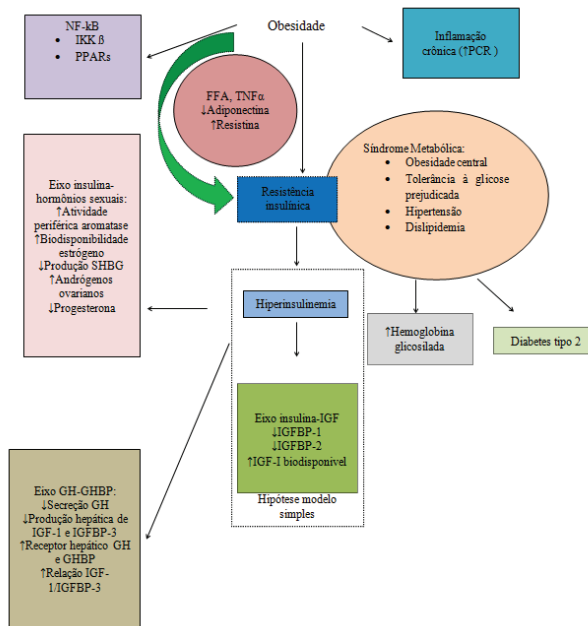 NF-kB
• IKK ß
• PPARs
Obesidade
Inflamação
crônica (↑PCR )
FFA, TNFα
↓Adiponectina
↑Resistina
Síndrome Metabólica:
• Obesidade central
• Tolerância à glicose
prejudicada
• Hipertensão
• Dislipidemia
Resistência
insulínica
Eixo insulina-
hormônios sexuais:
↑Atividade
periférica aromatase
↑Biodisponibilidade
estrógeno
↓Produção SHBG
↑Andrógenos
ovarianos
↓Progesterona
Hiperinsulinemia
↑Hemoglobina
glicosilada
Diabetes tipo 2
Eixo insulina-IGF
↓IGFBP-1
↓IGFBP-2
↑IGF-I biodisponível
Hipótese modelo
simples
Eixo GH-GHBP:
↓Secreção GH
↓Produção hepática de
IGF-1 e IGFBP-3
↑Receptor hepático GH
e GHBP
↑Relação IGF-
1/IGFBP-3